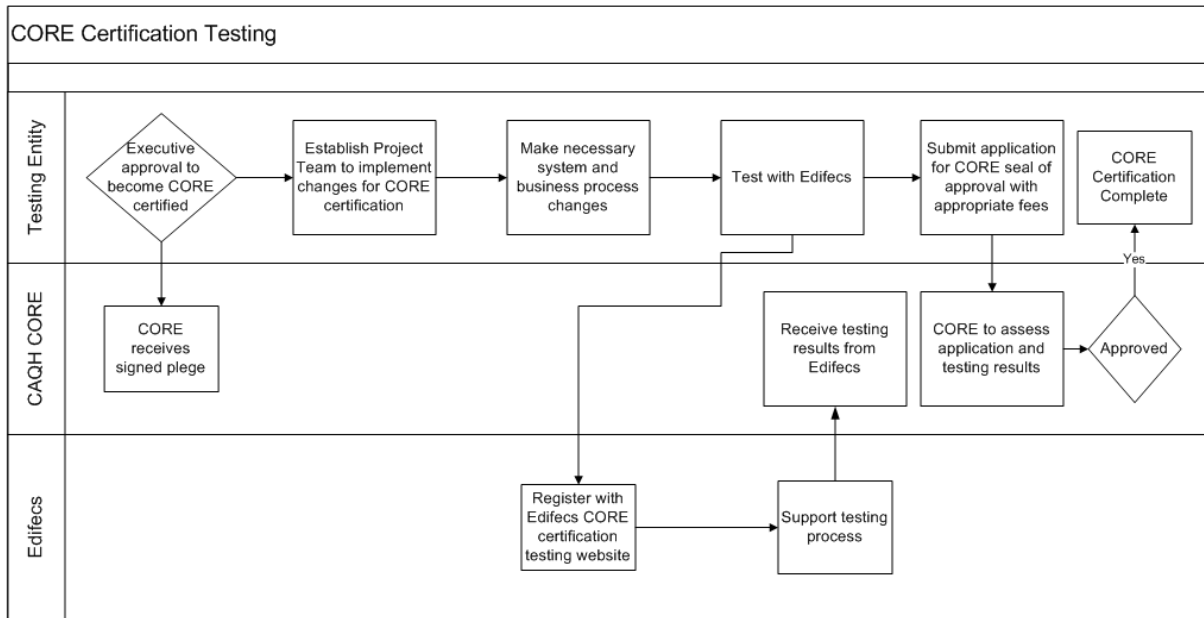 CORE Certification Testing
Testing Entity
Executive
approval to
become CORE
certified
Establish Project
Team to implement
changes for CORE
certification
Make necessary
system and
business process
changes
Test with Edifecs
Submit application
for CORE seal of
approval with
appropriate fees
CORE
Certification
Complete
Yes
CAQH CORE
CORE
receives
signed plege
Receive testing
results from
Edifecs
CORE to assess
application and
testing results
Approved
Edifecs
Register with
Edifecs CORE
certification
testing website
Support testing
process